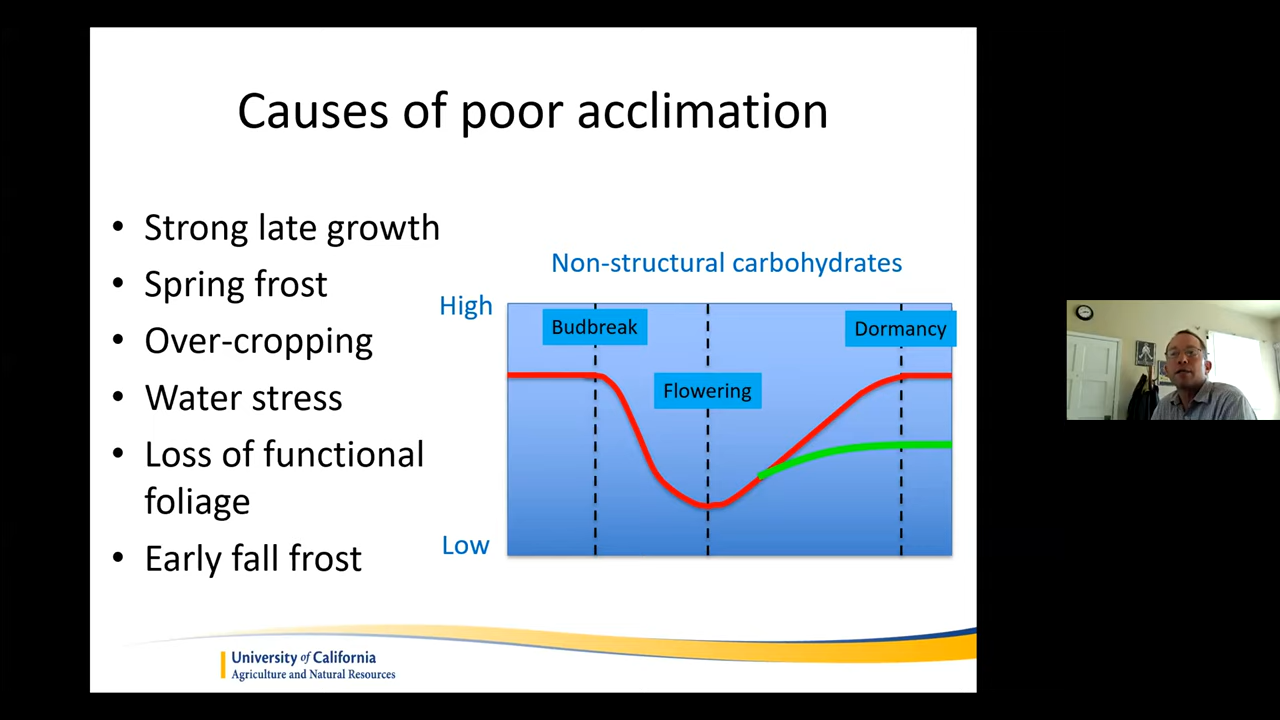 Causes of poor acclimation
• Strong late growth
• Spring frost
• Over-cropping
• Water stress
• Loss of functional
foliage
• Early fall frost
Non-structural carbohydrates
High
Budbreak
Dormancy
Flowering
Low
University of California
Agriculture and Natural Resources